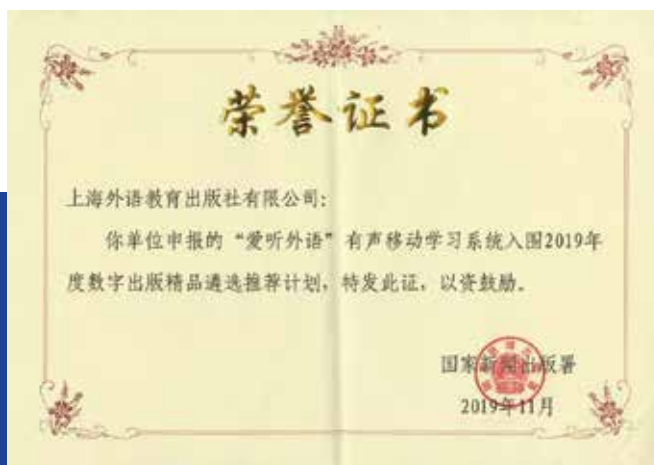 荣誉证书
上海外语教育出版社有限公司:
你单位申报的“爱听外语”有声移动学习系统入围2019年
度数字出版精品遴选推荐计划，特发此证，以资鼓励。
国家新闻出版署
2019年11月